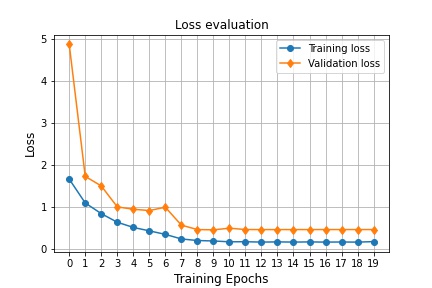 Loss evaluation
Training loss
Validation loss
Loss
5
4
3
2
1
0
0 1 2 3 4 5 6 7 8 9 10 11 12 13 14 15 16 17 18 19
Training Epochs